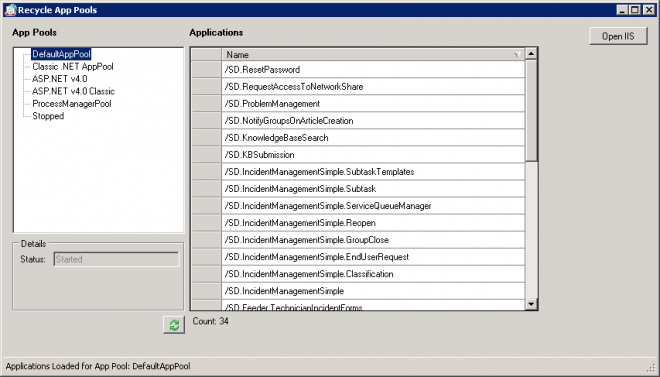 Recycle App Pools
App Pools
DefaultAppPool
Classic .NET AppPool
ASP.NET v4.0
ASP.NET v4.0 Classic
ProcessManagerPool
Stopped
Details
Status: Started
Applications
Name
/SD.ResetPassword
/SD.RequestAccessToNetworkShare
/SD.ProblemManagement
/SD.NotifyGroupsOnArticleCreation
/SD.KnowledgeBaseSearch
/SD.KBSubmission
/SD.IncidentManagementSimple.SubtaskTemplates
/SD.IncidentManagementSimple.Subtask
/SD.IncidentManagementSimple.ServiceQueueManager
/SD.IncidentManagementSimple.Reopen
/SD.IncidentManagementSimple.GroupClose
/SD.IncidentManagementSimple.EndUserRequest
/SD.IncidentManagementSimple.Classification
/SD.IncidentManagementSimple
/SD.Feeder.TechnicianIncidentForms
Count: 34
Open IIS
Applications Loaded for App Pool: DefaultAppPool